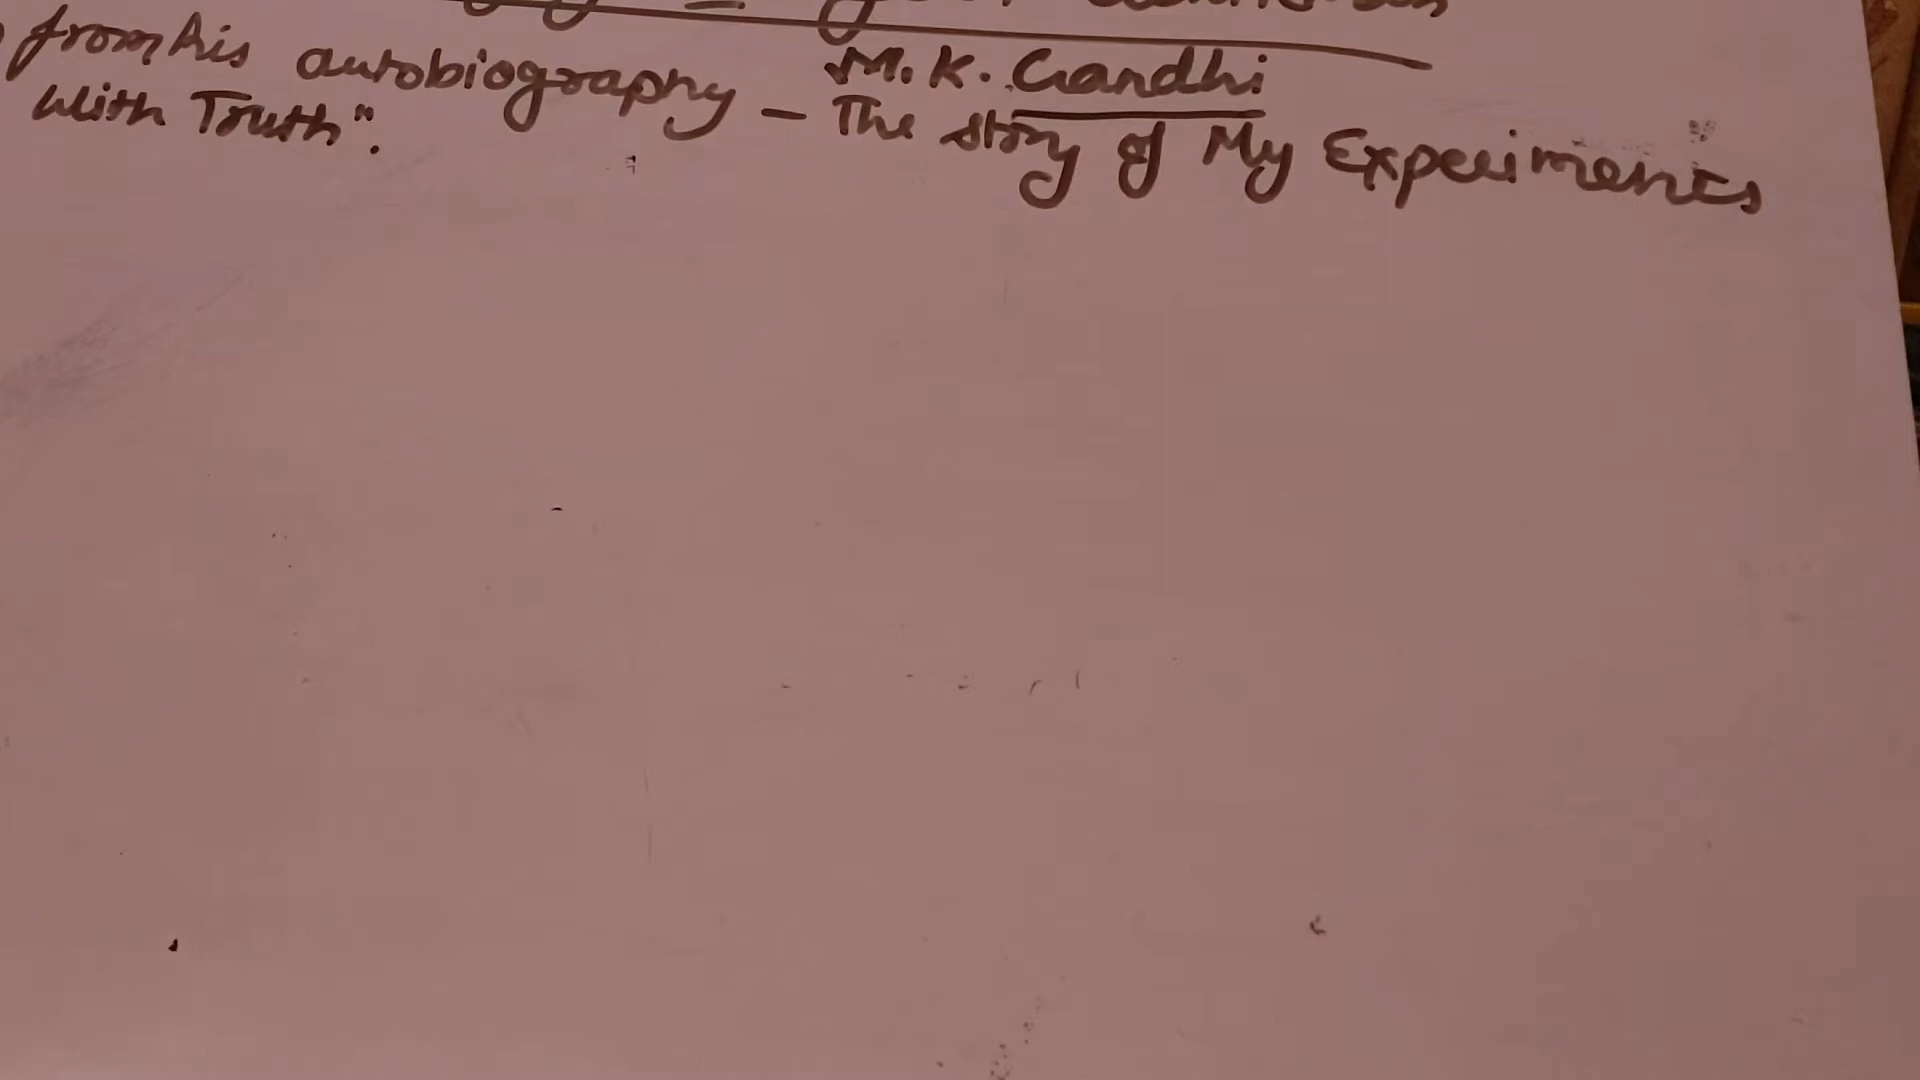 M. K. Gandhi
from his autobiography - The story of My Experiments
With Truth".